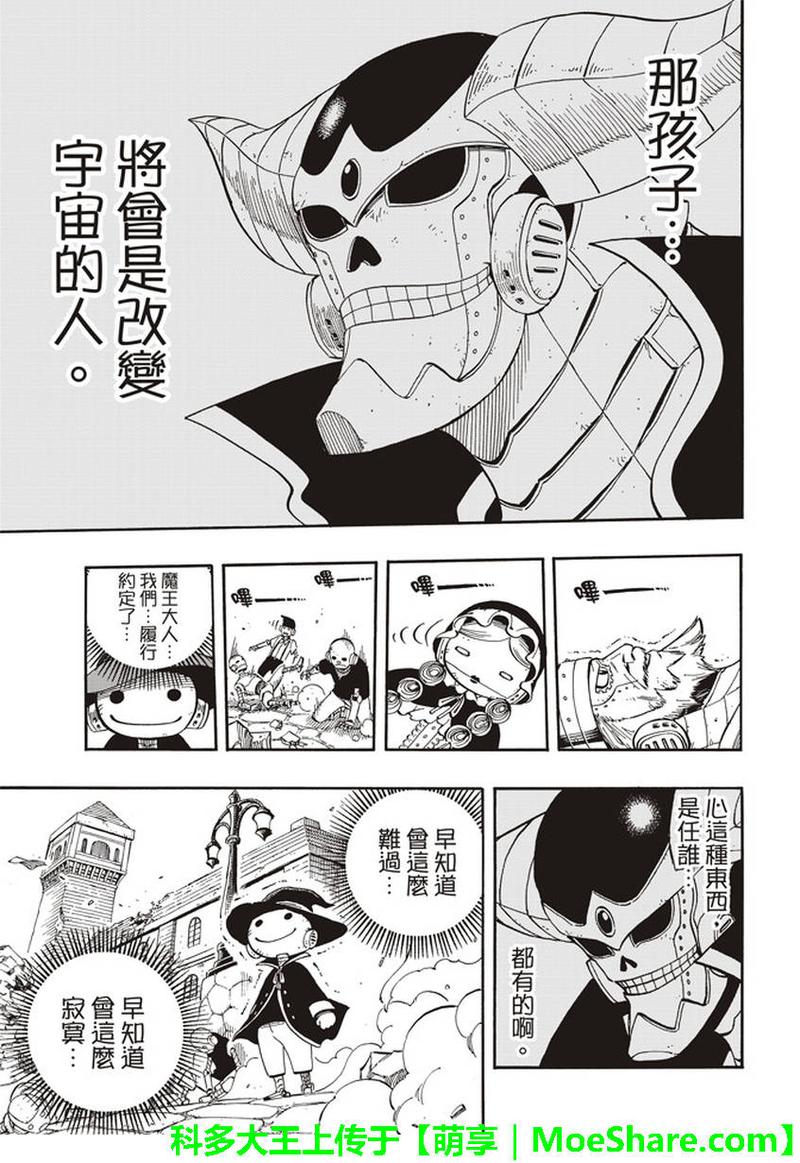 那孩子…
將會是改變
宇宙的人。
嗶——
嗶——
嗶——
魔王大人…
我們…履行
約定了…
心這種東西，
是任誰…
都有的啊。
早知道
會這麼
難過…
早知道
會這麼
寂寞…
科多大王上传于【萌享｜MoeShare.com】